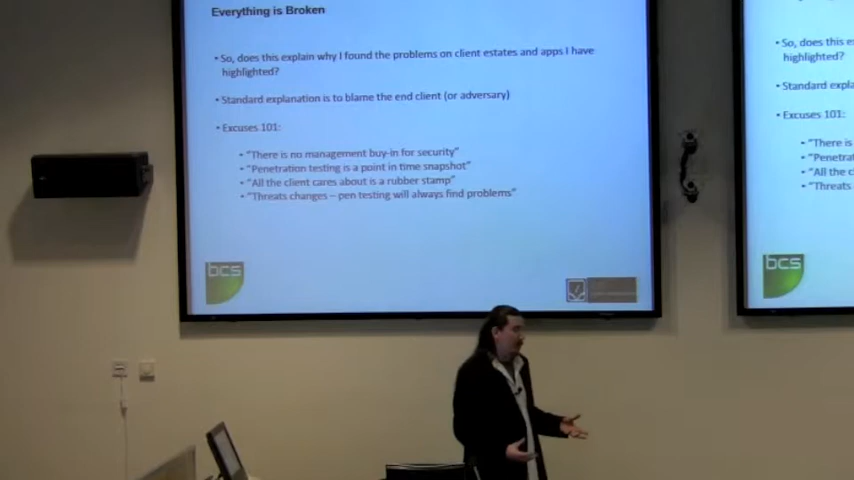 Everything is Broken
• So, does this explain why I found the problems on client estates and apps I have
highlighted?
• Standard explanation is to blame the end client (or adversary)
• Excuses 101:
• "There is no management buy-in for security"
• "Penetration testing is a point in time snapshot"
• "All the client cares about is a rubber stamp"
• "Threats changes – pen testing will always find problems"
bcs
• So, does this e
highlighted?
• Standard expla
• Excuses 101:
• "There is
• "Penetrat
• "All the c
• "Threats
bcs